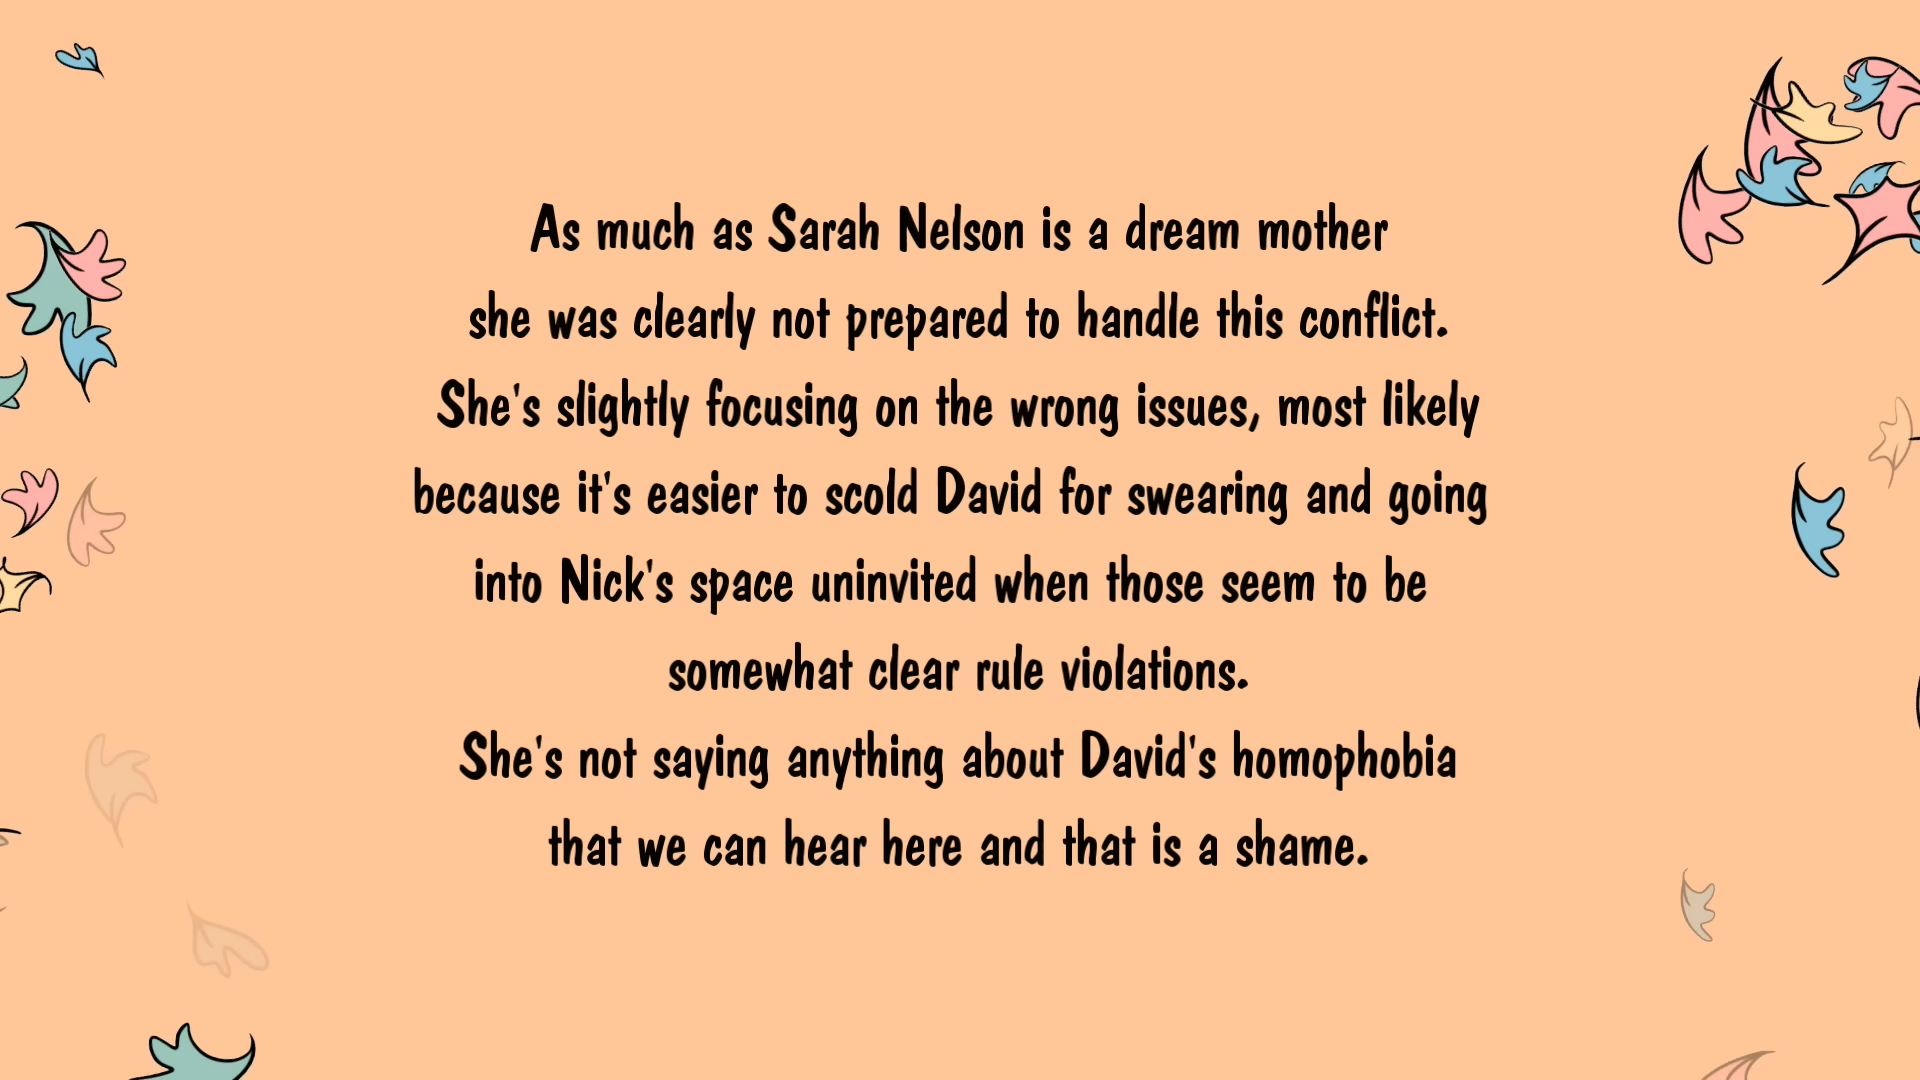 As much as Sarah Nelson is a dream mother
she was clearly not prepared to handle this conflict.
She's slightly focusing on the wrong issues, most likely
because it's easier to scold David for swearing and going
into Nick's space uninvited when those seem to be
somewhat clear rule violations.
She's not saying anything about David's homophobia
that we can hear here and that is a shame.